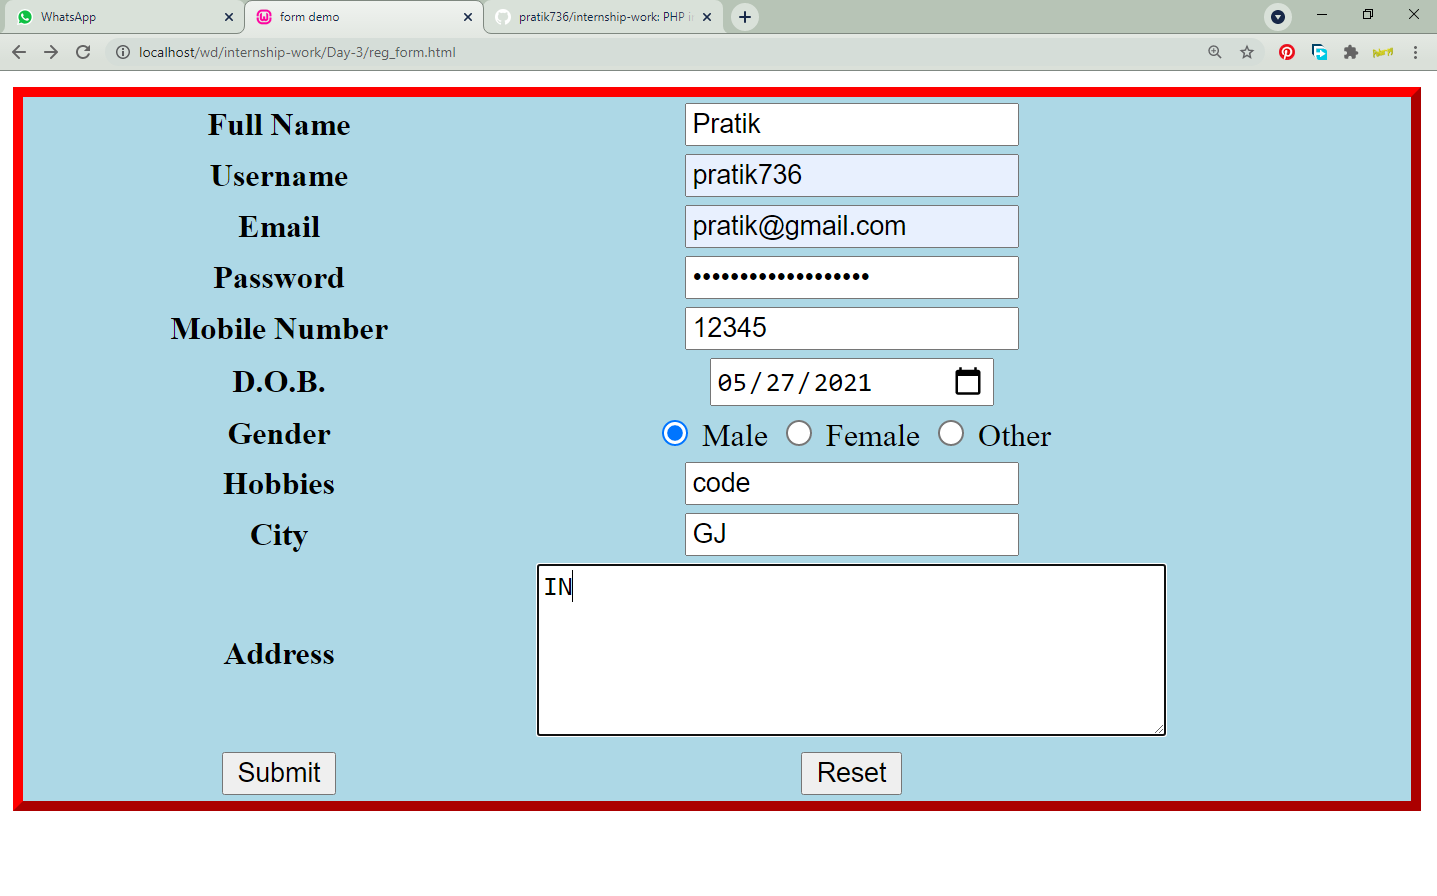 WhatsApp form demo pratik736/internship-work: PHP i
localhost/wd/internship-work/Day-3/reg_form.html
Full Name Pratik
Username pratik736
Email pratik@gmail.com
Password •••••••••••••••••••
Mobile Number 12345
D.O.B. 05/27/2021
Gender Male Female Other
Hobbies code
City GJ
Address IN
Submit Reset